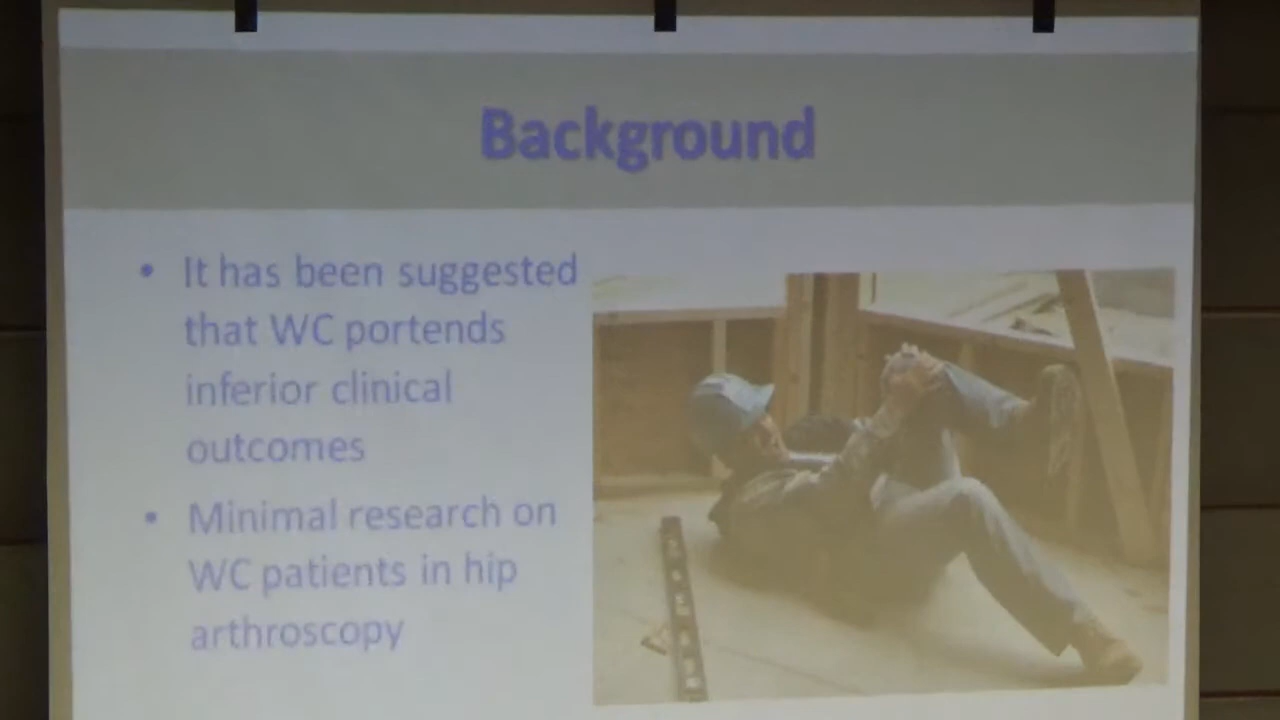 Background
• It has been suggested
that WC portends
inferior clinical
outcomes
• Minimal research on
WC patients in hip
arthroscopy